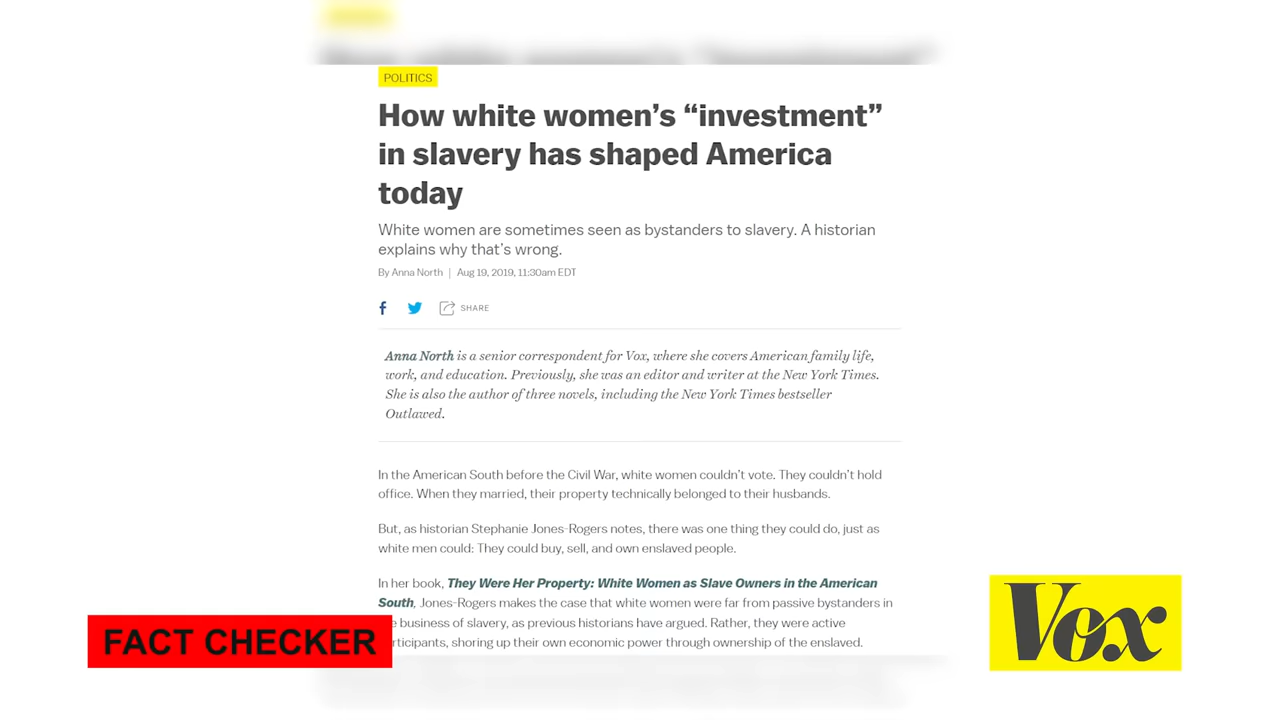 POLITICS
How white women's “investment”
in slavery has shaped America
today
White women are sometimes seen as bystanders to slavery. A historian
explains why that's wrong.
By Anna North | Aug 19, 2019, 11:30am EDT
SHARE
Anna North is a senior correspondent for Vox, where she covers American family life,
work, and education. Previously, she was an editor and writer at the New York Times.
She is also the author of three novels, including the New York Times bestseller
Outlawed.
In the American South before the Civil War, white women couldn't vote. They couldn't hold
office. When they married, their property technically belonged to their husbands.
But, as historian Stephanie Jones-Rogers notes, there was one thing they could do, just as
white men could: They could buy, sell, and own enslaved people.
In her book, They Were Her Property: White Women as Slave Owners in the American
South, Jones-Rogers makes the case that white women were far from passive bystanders in
business of slavery, as previous historians have argued. Rather, they were active
shoring up their own economic power through ownership of the enslaved.
FACT CHECKER
Vox